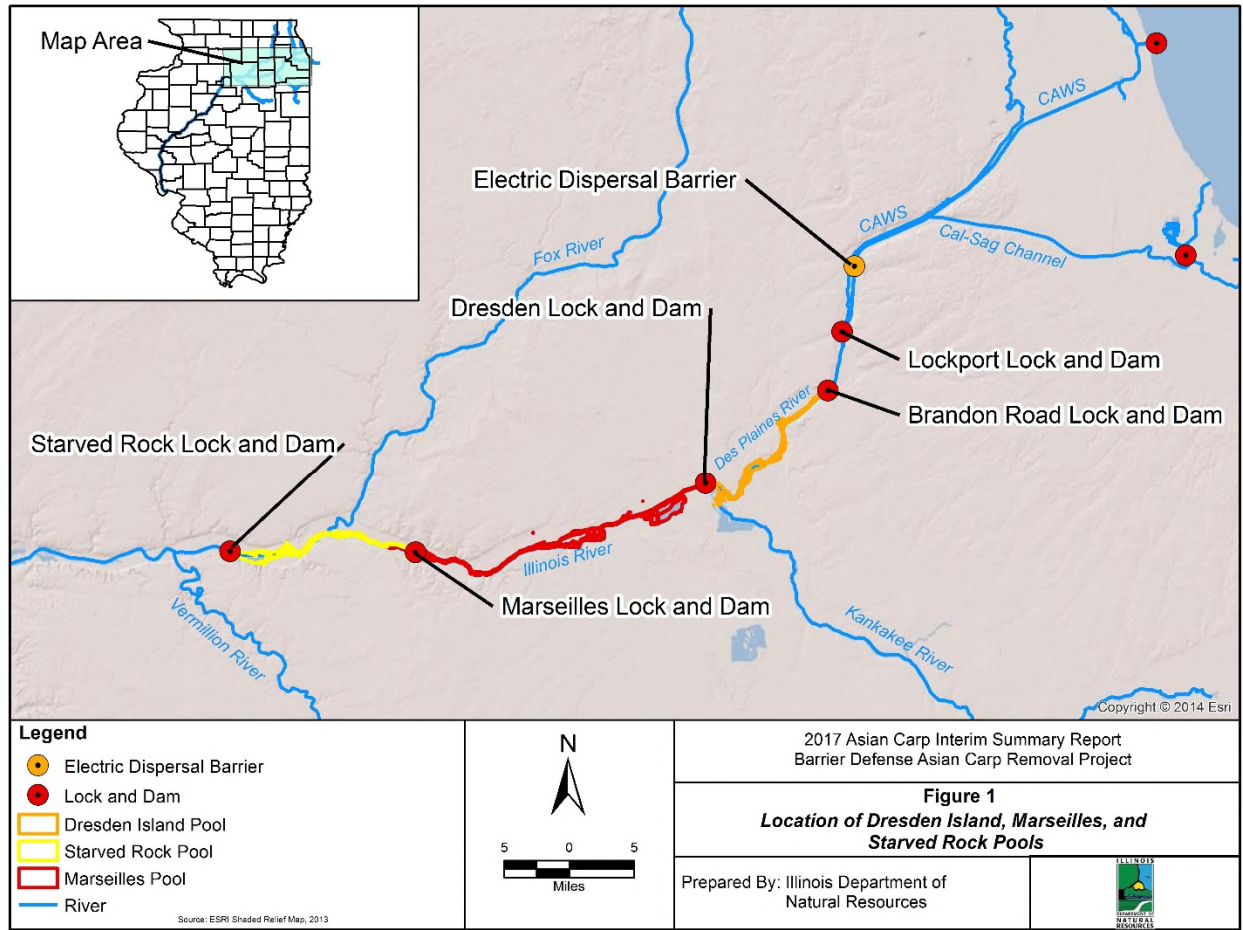 Map Area
CAWS
Electric Dispersal Barrier
CAWS
Cal-Sag Channel
Fox River
Dresden Lock and Dam
Lockport Lock and Dam
Des Plaines River
Brandon Road Lock and Dam
Starved Rock Lock and Dam
Illinois River
Marseilles Lock and Dam
Vermillion River
Kankakee River
Copyright © 2014 Esri
Legend
Electric Dispersal Barrier
Lock and Dam
Dresden Island Pool
Starved Rock Pool
Marseilles Pool
River
Source: ESRI Shaded Relief Map, 2013
N
5 0 5
Miles
2017 Asian Carp Interim Summary Report
Barrier Defense Asian Carp Removal Project
Figure 1
Location of Dresden Island, Marseilles, and
Starved Rock Pools
Prepared By: Illinois Department of
Natural Resources
ILLINOIS
DEPARTMENT OF
NATURAL
RESOURCES